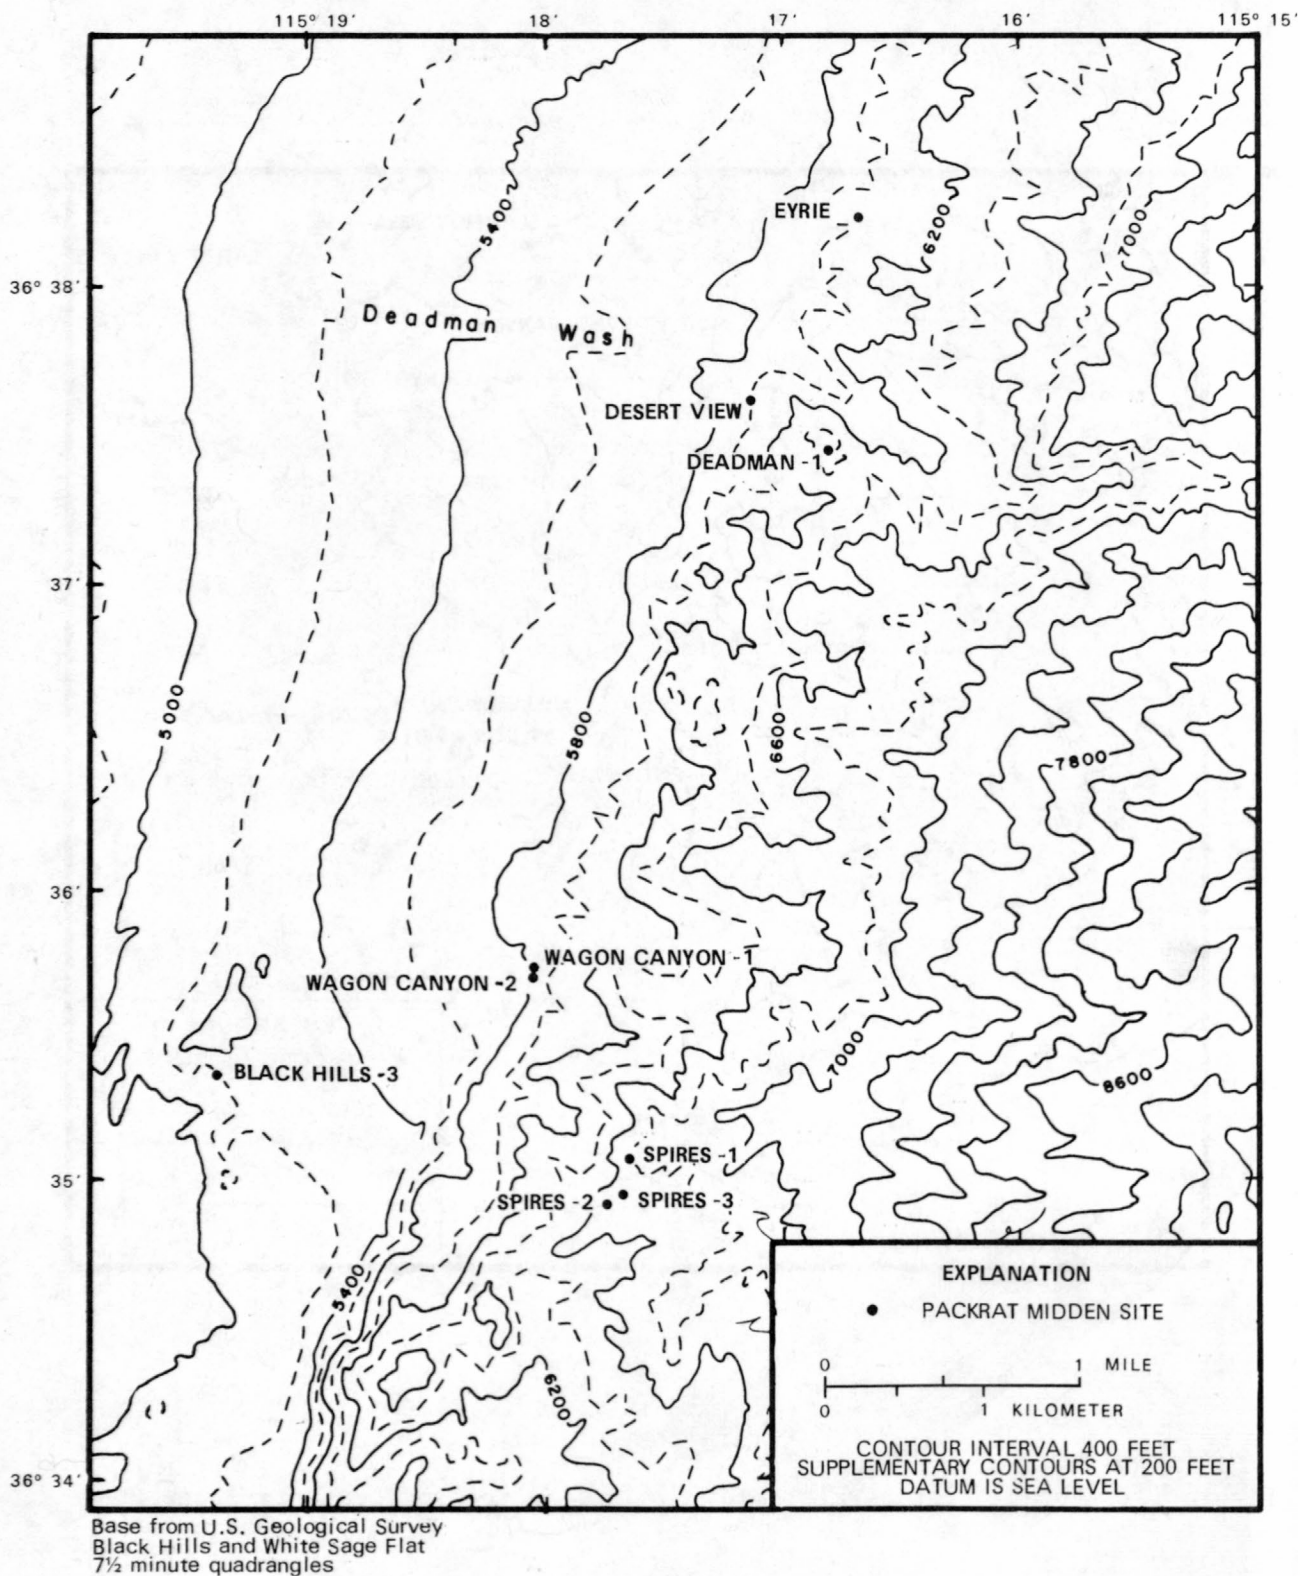 115° 19′ 18′ 17′ 16′ 115° 15′
5400
EYRIE
6200
7000
36° 38′
Deadman Wash
DESERT VIEW
DEADMAN -1
37′
5000
5800
6600
7800
36′
WAGON CANYON -1
WAGON CANYON -2
7000
BLACK HILLS -3
8600
SPIRES -1
35′
SPIRES -2
SPIRES -3
5400
6200
36° 34′
EXPLANATION
PACKRAT MIDDEN SITE
0 1 MILE
0 1 KILOMETER
CONTOUR INTERVAL 400 FEET
SUPPLEMENTARY CONTOURS AT 200 FEET
DATUM IS SEA LEVEL
Base from U.S. Geological Survey
Black Hills and White Sage Flat
7½ minute quadrangles